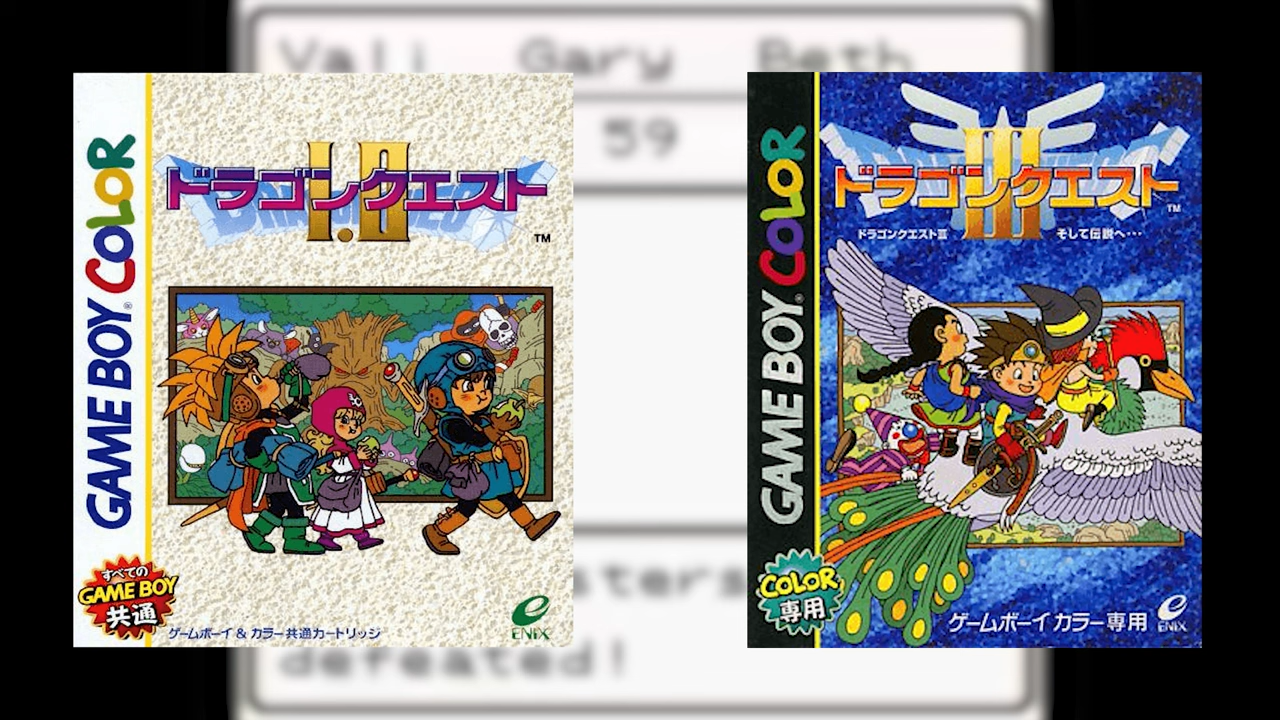 Vali Gary Beth
59
GAME BOY COLOR
I・II
ドラゴンクエスト
TM
すべての
GAME BOY
共通
ゲームボーイ & カラー共通カートリッジ
ENIX
GAME BOY COLOR
III
ドラゴンクエスト
TM
ドラゴンクエストIII そして伝説へ・・・
COLOR
専用
ゲームボーイ カラー専用
ENIX
sters
defeated!